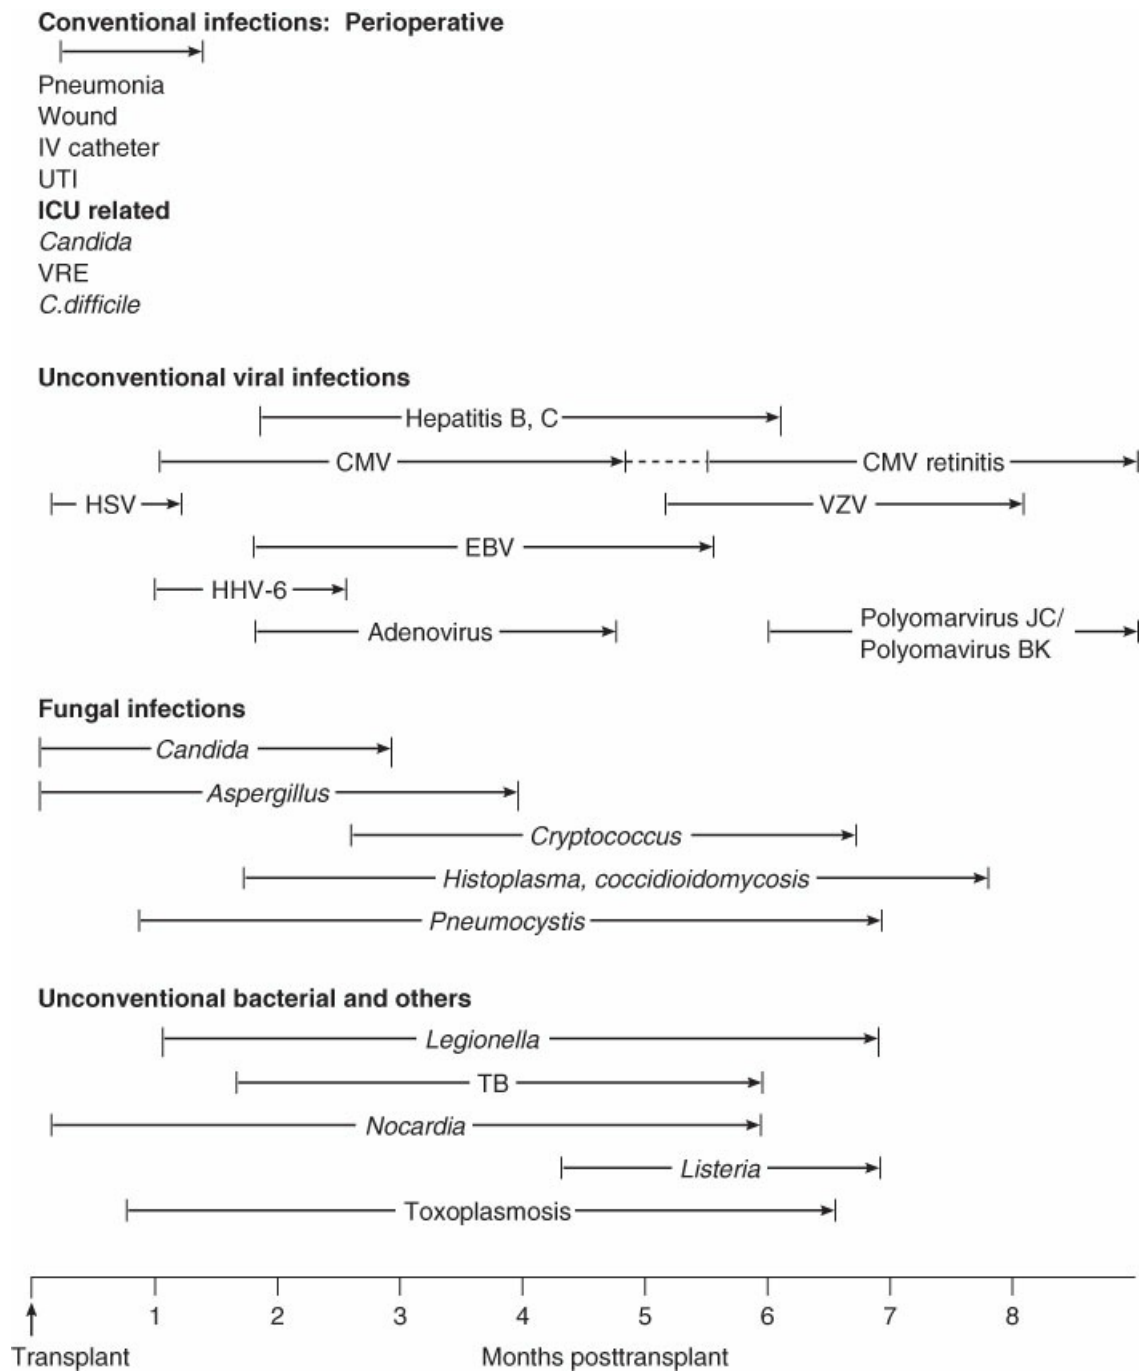 Conventional infections: Perioperative
Pneumonia
Wound
IV catheter
UTI
ICU related
Candida
VRE
C.difficile
Unconventional viral infections
Hepatitis B, C
CMV
CMV retinitis
HSV
VZV
EBV
HHV-6
Adenovirus
Polyomarvirus JC/
Polyomavirus BK
Fungal infections
Candida
Aspergillus
Cryptococcus
Histoplasma, coccidioidomycosis
Pneumocystis
Unconventional bacterial and others
Legionella
TB
Nocardia
Listeria
Toxoplasmosis
1 2 3 4 5 6 7 8
Transplant
Months posttransplant